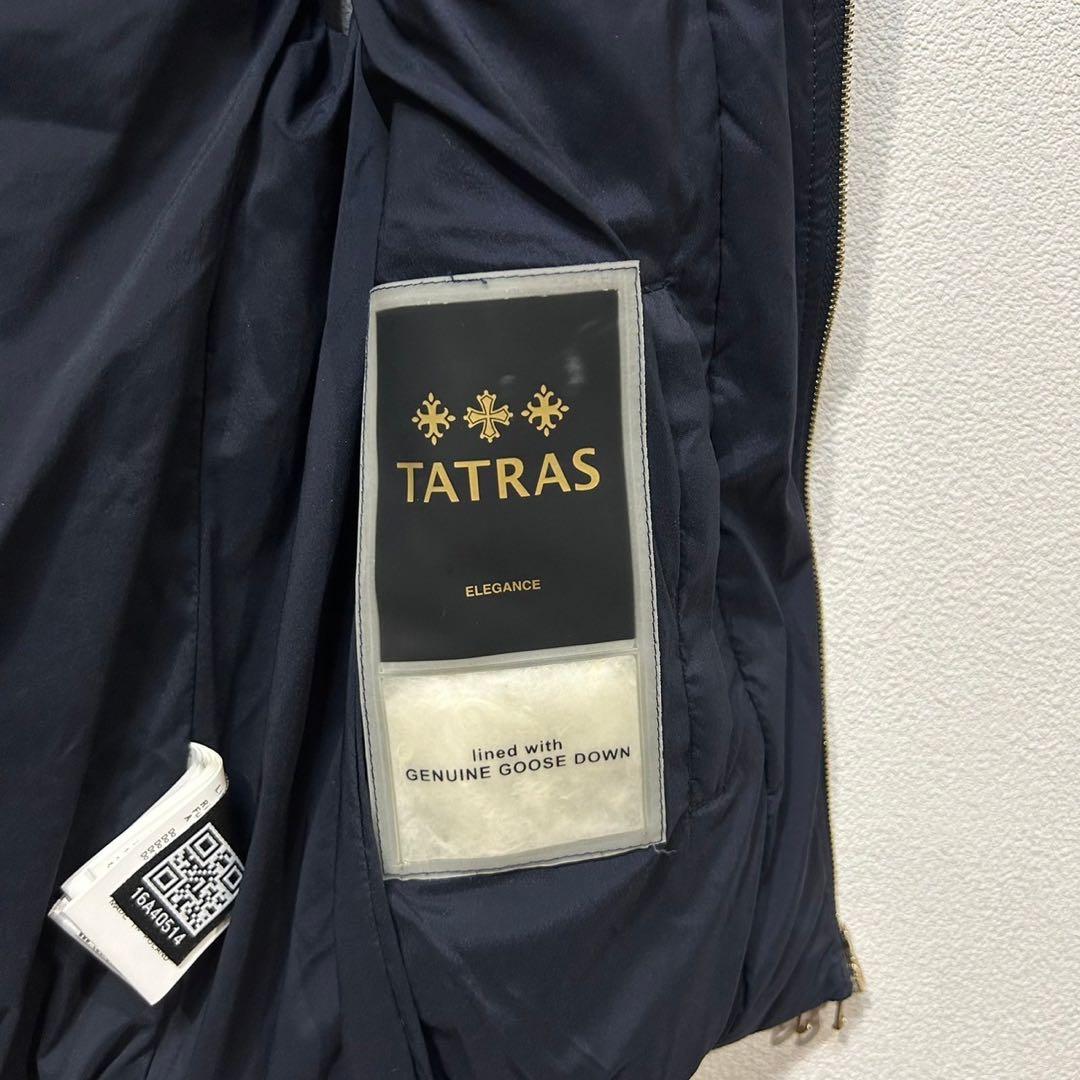 TATRAS
ELEGANCE
lined with
GENUINE GOOSE DOWN
16A40514